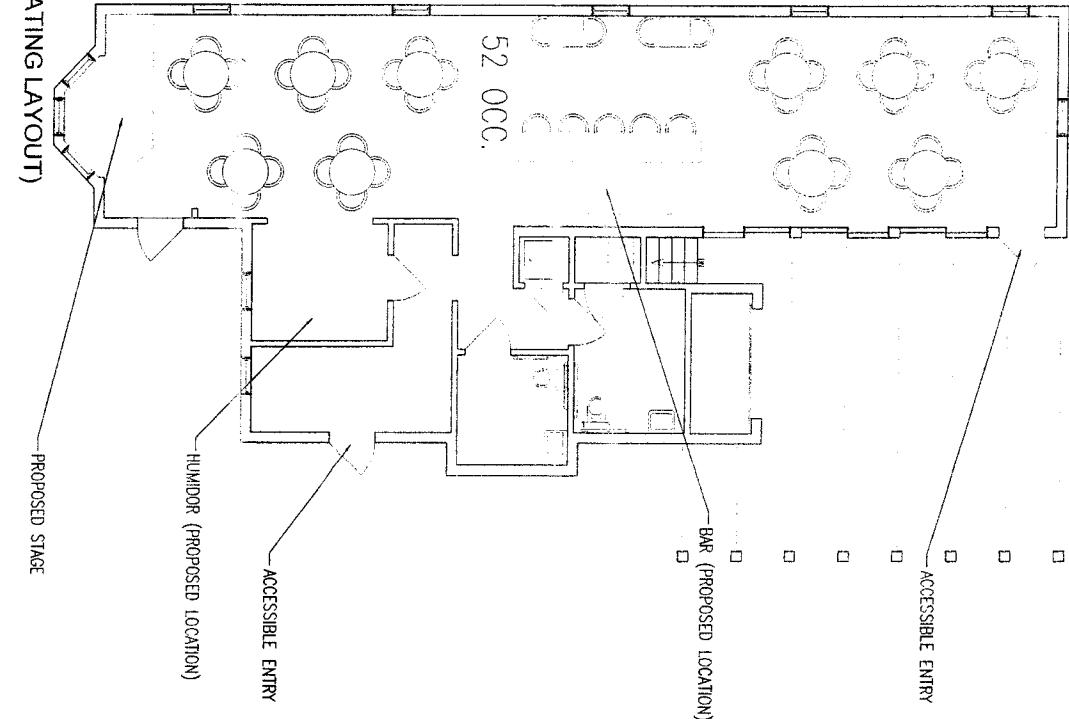 ATING LAYOUT)
52 OCC.
PROPOSED STAGE
HUMIDOR (PROPOSED LOCATION)
ACCESSIBLE ENTRY
BAR (PROPOSED LOCATION)
ACCESSIBLE ENTRY